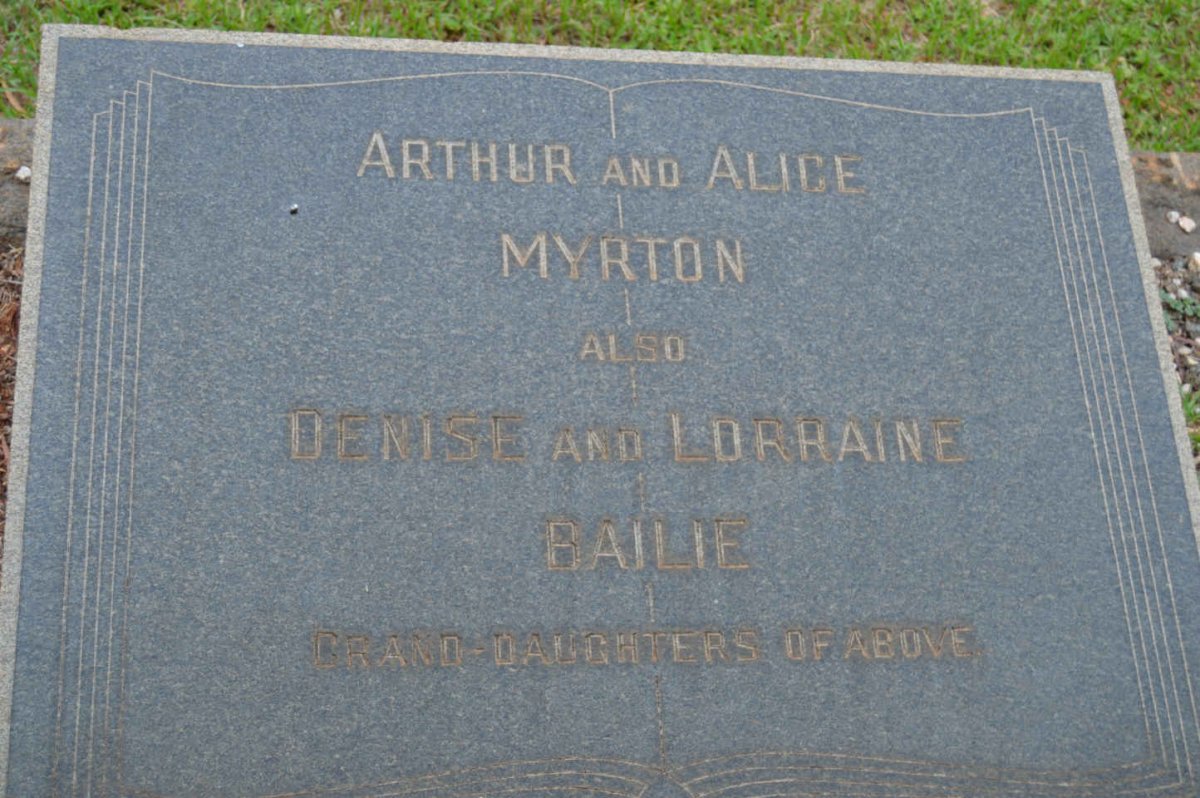 ARTHUR AND ALICE
MYRTON
ALSO
DENISE AND LORRAINE
BAILIE
GRAND-DAUGHTERS OF ABOVE.